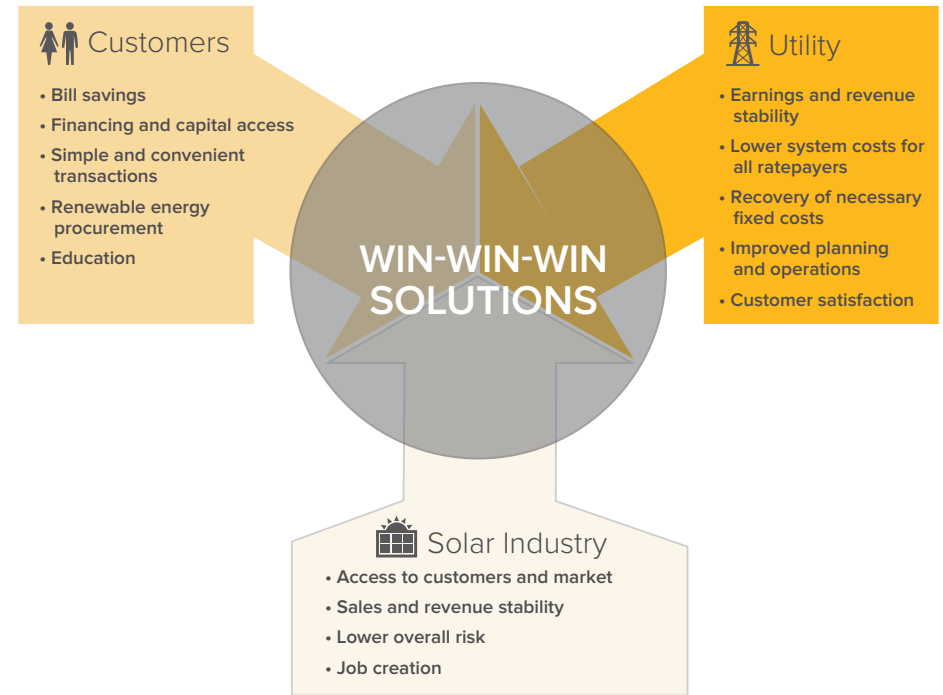 Customers
• Bill savings
• Financing and capital access
• Simple and convenient
transactions
• Renewable energy
procurement
• Education
Utility
• Earnings and revenue
stability
• Lower system costs for
all ratepayers
• Recovery of necessary
fixed costs
• Improved planning
and operations
• Customer satisfaction
WIN-WIN-WIN
SOLUTIONS
Solar Industry
• Access to customers and market
• Sales and revenue stability
• Lower overall risk
• Job creation